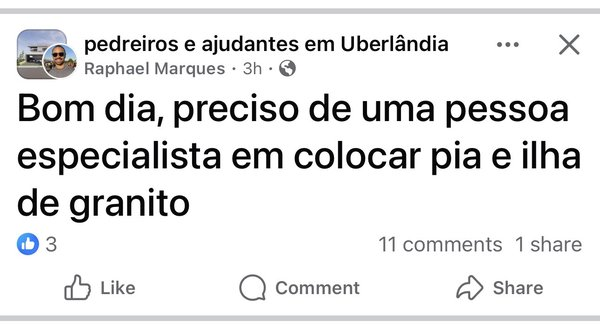 pedreiros e ajudantes em Uberlândia
Raphael Marques · 3h ·
Bom dia, preciso de uma pessoa
especialista em colocar pia e ilha
de granito
3
11 comments 1 share
Like
Comment
Share